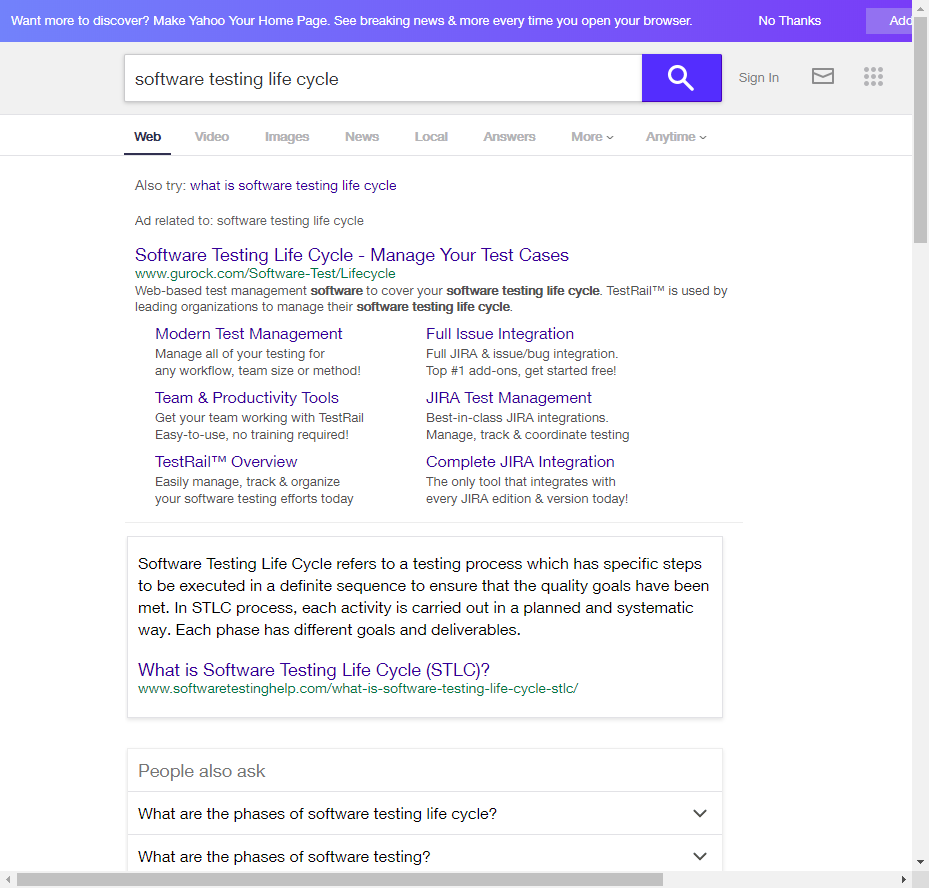 Want more to discover? Make Yahoo Your Home Page. See breaking news & more every time you open your browser. No Thanks Add
software testing life cycle Sign In
Web Video Images News Local Answers More Anytime
Also try: what is software testing life cycle
Ad related to: software testing life cycle
Software Testing Life Cycle - Manage Your Test Cases
www.gurock.com/Software-Test/Lifecycle
Web-based test management software to cover your software testing life cycle. TestRail™ is used by
leading organizations to manage their software testing life cycle.
Modern Test Management
Manage all of your testing for
any workflow, team size or method!
Full Issue Integration
Full JIRA & issue/bug integration.
Top #1 add-ons, get started free!
Team & Productivity Tools
Get your team working with TestRail
Easy-to-use, no training required!
JIRA Test Management
Best-in-class JIRA integrations.
Manage, track & coordinate testing
TestRail™ Overview
Easily manage, track & organize
your software testing efforts today
Complete JIRA Integration
The only tool that integrates with
every JIRA edition & version today!
Software Testing Life Cycle refers to a testing process which has specific steps
to be executed in a definite sequence to ensure that the quality goals have been
met. In STLC process, each activity is carried out in a planned and systematic
way. Each phase has different goals and deliverables.
What is Software Testing Life Cycle (STLC)?
www.softwaretestinghelp.com/what-is-software-testing-life-cycle-stlc/
People also ask
What are the phases of software testing life cycle?
What are the phases of software testing?